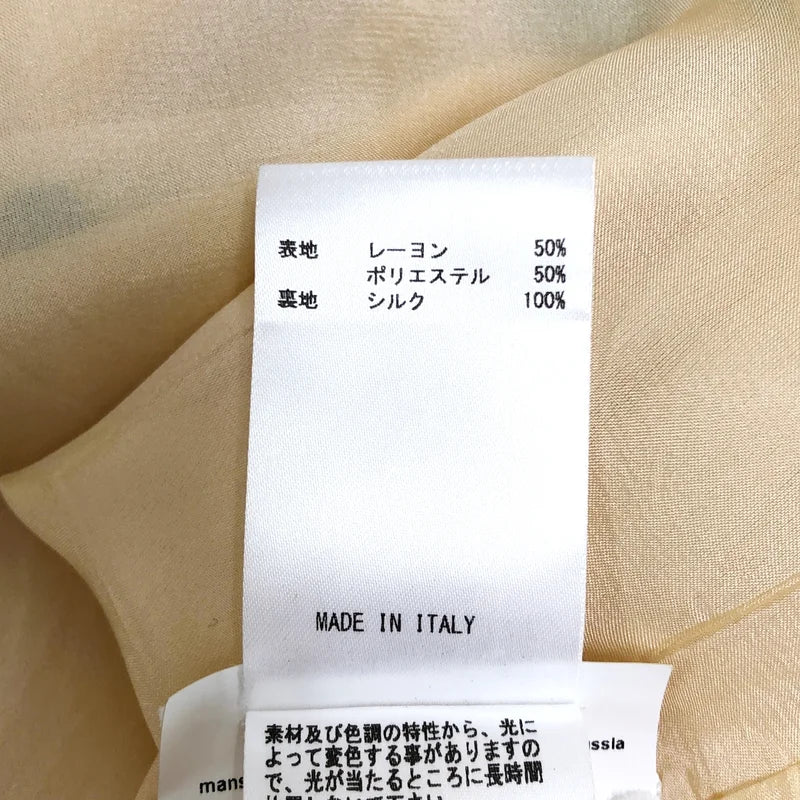 表地 レーヨン 50%
ポリエステル 50%
裏地 シルク 100%
MADE IN ITALY
素材及び色調の特性から、光に
よって変色する事がありますの
で、光が当たるところに長時間